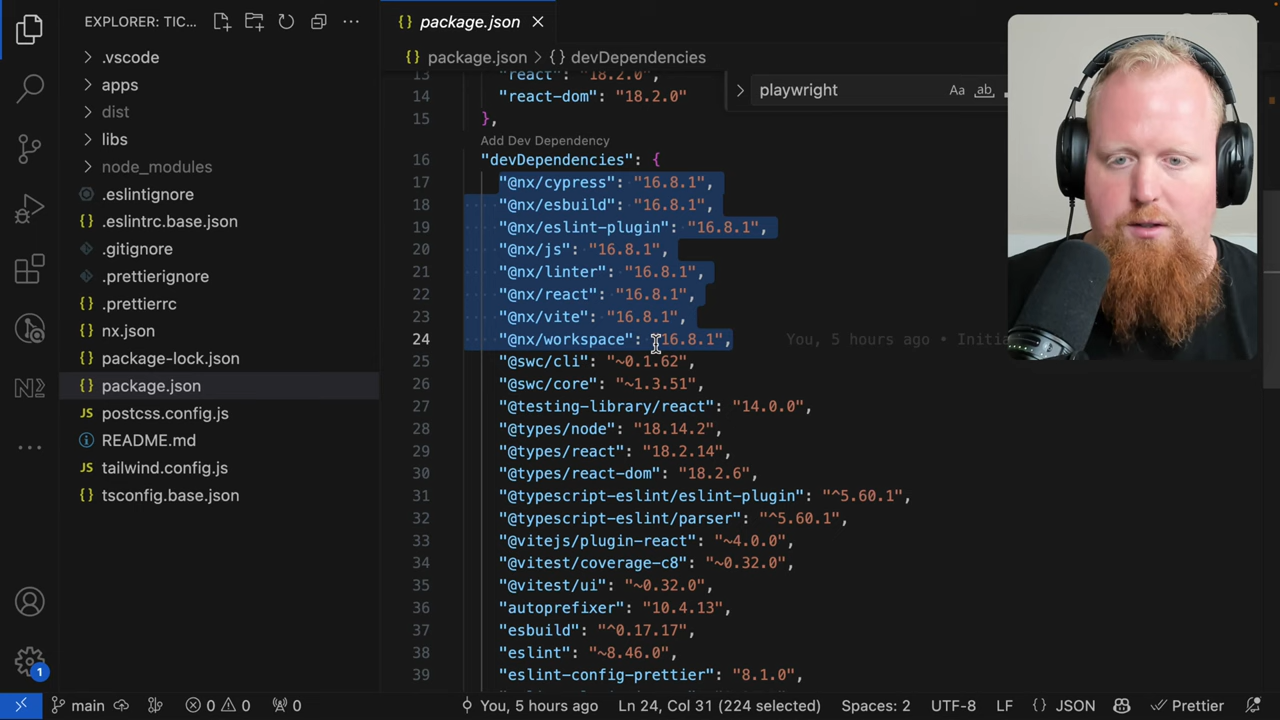 EXPLORER: TIC...
.vscode
apps
dist
libs
node_modules
.eslintignore
.eslintrc.base.json
.gitignore
.prettierignore
.prettierrc
nx.json
package-lock.json
package.json
postcss.config.js
README.md
tailwind.config.js
tsconfig.base.json
package.json
package.json > {} devDependencies
playwright
Aa ab
13 "react": "18.2.0"
14 "react-dom": "18.2.0"
15 },
Add Dev Dependency
16 "devDependencies": {
17 "@nx/cypress": "16.8.1",
18 "@nx/esbuild": "16.8.1",
19 "@nx/eslint-plugin": "16.8.1",
20 "@nx/js": "16.8.1",
21 "@nx/linter": "16.8.1",
22 "@nx/react": "16.8.1",
23 "@nx/vite": "16.8.1",
24 "@nx/workspace": "16.8.1", You, 5 hours ago • Initia
25 "@swc/cli": "~0.1.62",
26 "@swc/core": "~1.3.51",
27 "@testing-library/react": "14.0.0",
28 "@types/node": "18.14.2",
29 "@types/react": "18.2.14",
30 "@types/react-dom": "18.2.6",
31 "@typescript-eslint/eslint-plugin": "^5.60.1",
32 "@typescript-eslint/parser": "^5.60.1",
33 "@vitejs/plugin-react": "~4.0.0",
34 "@vitest/coverage-c8": "~0.32.0",
35 "@vitest/ui": "~0.32.0",
36 "autoprefixer": "10.4.13",
37 "esbuild": "^0.17.17",
38 "eslint": "~8.46.0",
39 "eslint-config-prettier": "8.1.0",
1
main 0 0 0 You, 5 hours ago Ln 24, Col 31 (224 selected) Spaces: 2 UTF-8 LF {} JSON Prettier